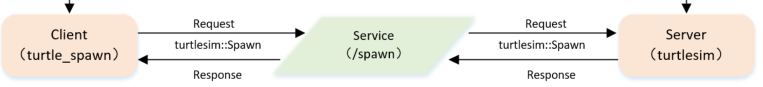 Client
（turtle_spawn）
Request
turtlesim::Spawn
Response
Service
（/spawn）
Request
turtlesim::Spawn
Response
Server
（turtlesim）